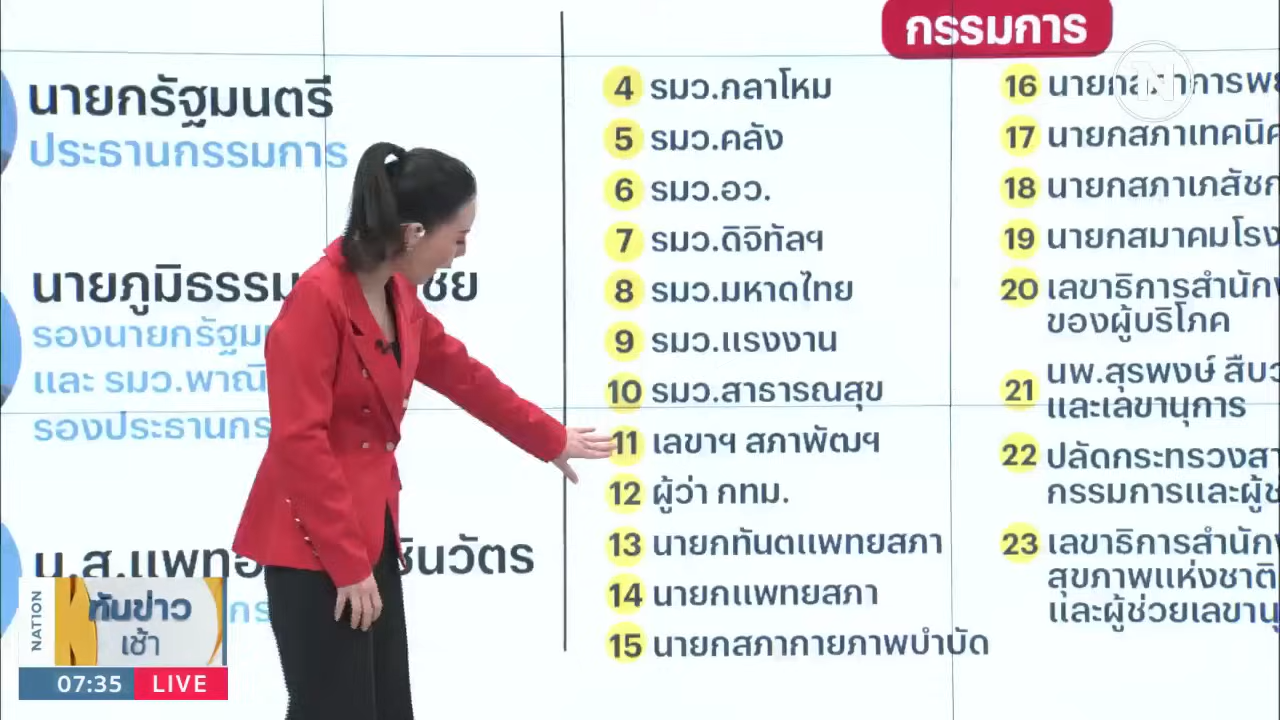 กรรมการ
นายกรัฐมนตรี
ประธานกรรมการ
นายภูมิธรรม
รองนายกรัฐม
และ รมว.พาณิ
รองประธานกร
น.ส.แพทอ ชินวัตร
4 รมว.กลาโหม
5 รมว.คลัง
6 รมว.อว.
7 รมว.ดิจิทัลฯ
8 รมว.มหาดไทย
9 รมว.แรงงาน
10 รมว.สาธารณสุข
11 เลขาฯ สภาพัฒฯ
12 ผู้ว่า กทม.
13 นายกทันตแพทยสภา
14 นายกแพทยสภา
15 นายกสภากายภาพบำบัด
16 นายกสภาการพย
17 นายกสภาเทคนิค
18 นายกสภาเภสัชก
19 นายกสมาคมโรง
20 เลขาธิการสำนัก
ของผู้บริโภค
21 นพ.สุรพงษ์ สืบว
และเลขานุการ
22 ปลัดกระทรวงสา
กรรมการและผู้ช
23 เลขาธิการสำนัก
สุขภาพแห่งชาติ
และผู้ช่วยเลขานุ
NATION
ทันข่าว
เช้า
07:35 LIVE